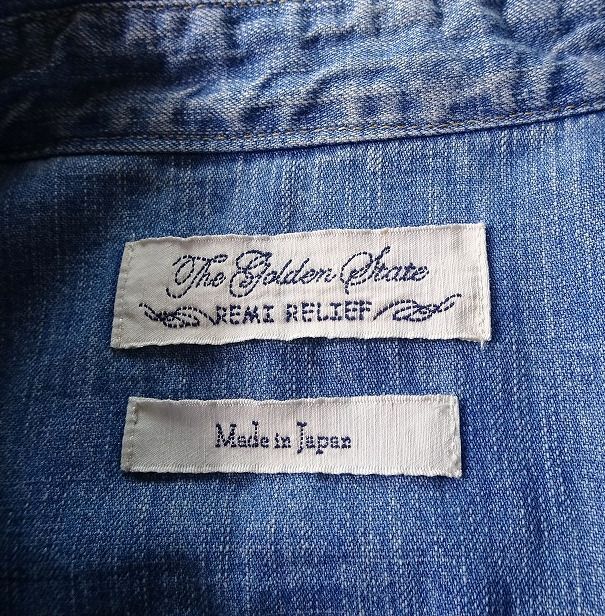 The Golden State
REMI RELIEF
Made in Japan